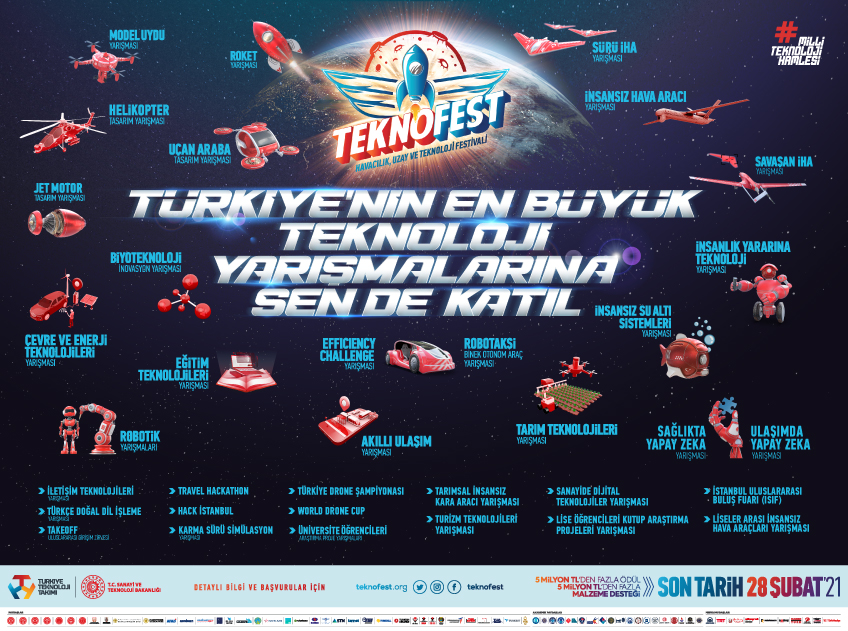 MODEL UYDU
YARIŞMASI
ROKET
YARIŞMASI
SÜRÜ İHA
YARIŞMASI
#MİLLİ
TEKNOLOJİ
HAMLESİ
HELİKOPTER
TASARIM YARIŞMASI
UÇAN ARABA
TASARIM YARIŞMASI
TEKNOFEST
HAVACILIK, UZAY VE TEKNOLOJİ FESTİVALİ
İNSANSIZ HAVA ARACI
YARIŞMASI
SAVAŞAN İHA
YARIŞMASI
JET MOTOR
TASARIM YARIŞMASI
TÜRKİYE'NİN EN BÜYÜK
TEKNOLOJİ
YARIŞMALARINA
SEN DE KATIL
BİYOTEKNOLOJİ
İNOVASYON YARIŞMASI
İNSANLIK YARARINA
TEKNOLOJİ
YARIŞMASI
ÇEVRE VE ENERJİ
TEKNOLOJİLERİ
YARIŞMASI
EĞİTİM
TEKNOLOJİLERİ
YARIŞMASI
EFFICIENCY
CHALLENGE
YARIŞMASI
ROBOTAKSİ
BİNEK OTONOM ARAÇ
YARIŞMASI
İNSANSIZ SU ALTI
SİSTEMLERİ
YARIŞMASI
ROBOTİK
YARIŞMALARI
AKILLI ULAŞIM
YARIŞMASI
TARIM TEKNOLOJİLERİ
YARIŞMASI
SAĞLIKTA
YAPAY ZEKA
YARIŞMASI
ULAŞIMDA
YAPAY ZEKA
YARIŞMASI
İLETİŞİM TEKNOLOJİLERİ
YARIŞMASI
TÜRKÇE DOĞAL DİL İŞLEME
YARIŞMASI
TAKEOFF
ULUSLARARASI GİRİŞİM ZİRVESİ
TRAVEL HACKATHON
HACK İSTANBUL
KARMA SÜRÜ SİMÜLASYON
YARIŞMASI
TÜRKİYE DRONE ŞAMPİYONASI
WORLD DRONE CUP
ÜNİVERSİTE ÖĞRENCİLERİ
ARAŞTIRMA PROJE YARIŞMALARI
TARIMSAL İNSANSIZ
KARA ARACI YARIŞMASI
TURİZM TEKNOLOJİLERİ
YARIŞMASI
SANAYİDE DİJİTAL
TEKNOLOJİLER YARIŞMASI
LİSE ÖĞRENCİLERİ KUTUP ARAŞTIRMA
PROJELERİ YARIŞMASI
İSTANBUL ULUSLARARASI
BULUŞ FUARI (ISIF)
LİSELER ARASI İNSANSIZ
HAVA ARAÇLARI YARIŞMASI
TÜRKİYE
TEKNOLOJİ
TAKIMI
T.C. SANAYİ VE
TEKNOLOJİ BAKANLIĞI
DETAYLI BİLGİ VE BAŞVURULAR İÇİN
teknofest.org
teknofest
5 MİLYON TL'DEN FAZLA ÖDÜL
5 MİLYON TL'DEN FAZLA
MALZEME DESTEĞİ
SON TARİH 28 ŞUBAT'21